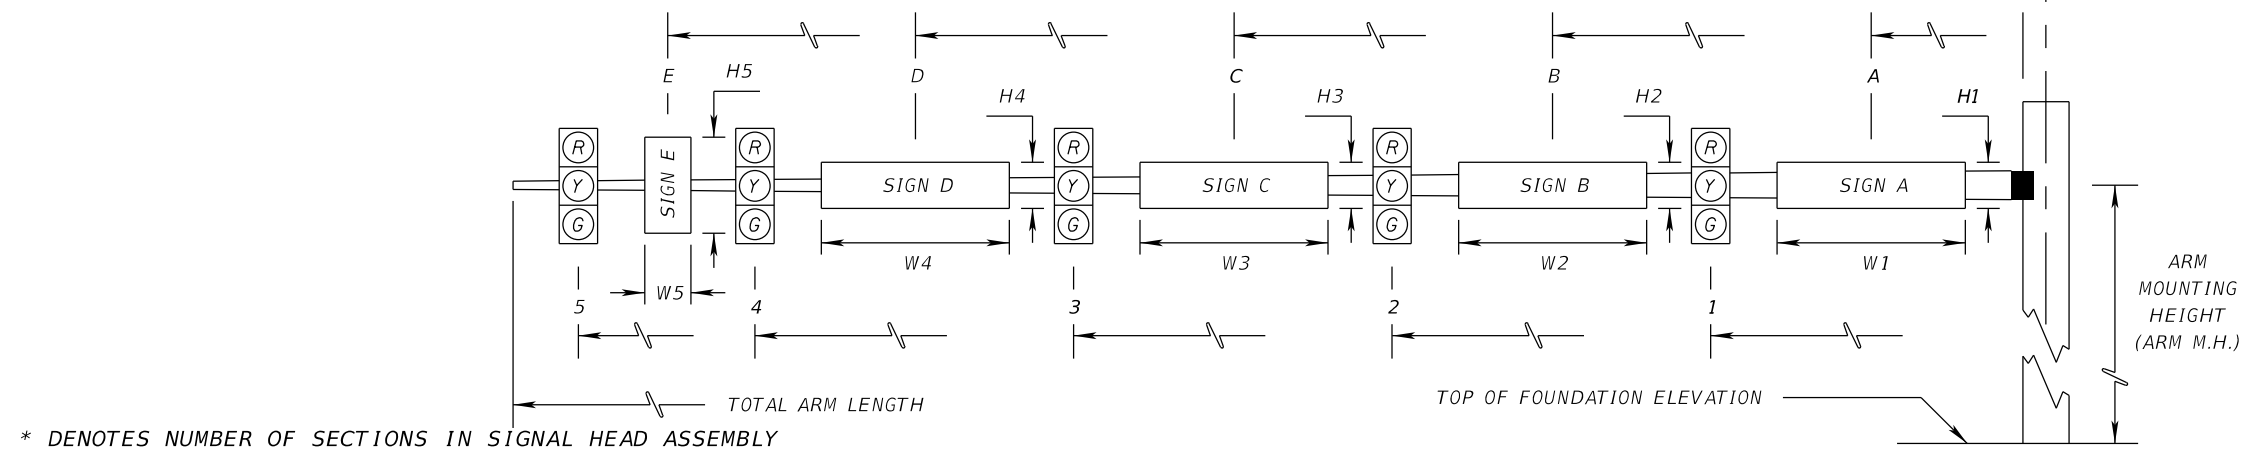 E
D
C
B
A
H5
H4
H3
H2
H1
R
Y
G
SIGN E
R
Y
G
SIGN D
R
Y
G
SIGN C
R
Y
G
SIGN B
R
Y
G
SIGN A
W5
W4
W3
W2
W1
5
4
3
2
1
ARM
MOUNTING
HEIGHT
(ARM M.H.)
TOTAL ARM LENGTH
TOP OF FOUNDATION ELEVATION
* DENOTES NUMBER OF SECTIONS IN SIGNAL HEAD ASSEMBLY